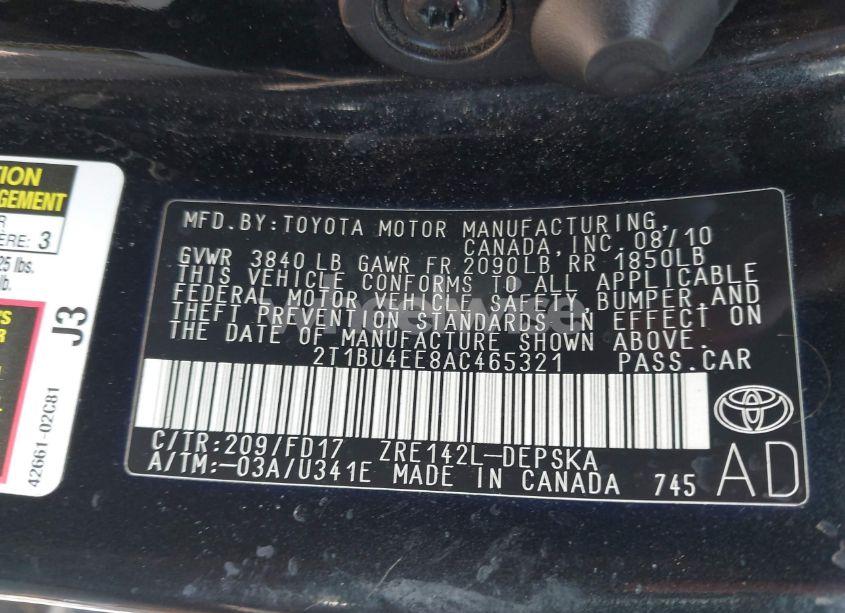 TION
GEMENT
R
ERE: 3
25 lbs.
lb.
'S
R
J3
42661-02C81
MFD.BY:TOYOTA MOTOR MANUFACTURING,
CANADA,INC. 08/10
GVWR 3840 LB GAWR FR 2090LB RR 1850LB
THIS VEHICLE CONFORMS TO ALL APPLICABLE
FEDERAL MOTOR VEHICLE SAFETY, BUMPER,AND
THEFT PREVENTION STANDARDS IN EFFECT ON
THE DATE OF MANUFACTURE SHOWN ABOVE.
2T1BU4EE8AC465321 PASS.CAR
C/TR:209/FD17 ZRE142L-DEPSKA
A/TM:-03A/U341E MADE IN CANADA 745
AD